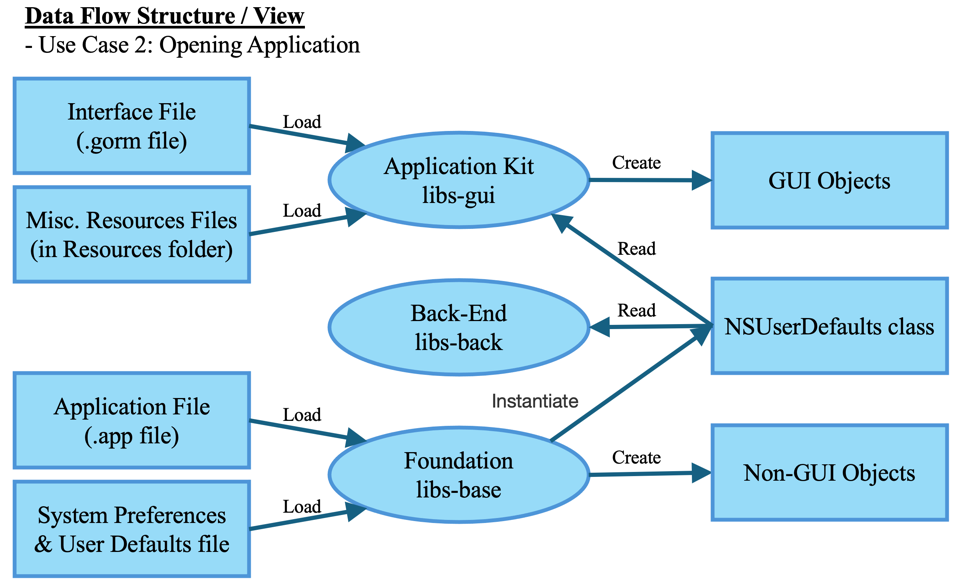 Data Flow Structure / View
- Use Case 2: Opening Application
Interface File
(.gorm file)
Load
Misc. Resources Files
(in Resources folder)
Load
Application Kit
libs-gui
Create
GUI Objects
Read
Back-End
libs-back
Read
NSUserDefaults class
Instantiate
Application File
(.app file)
Load
System Preferences
& User Defaults file
Load
Foundation
libs-base
Create
Non-GUI Objects